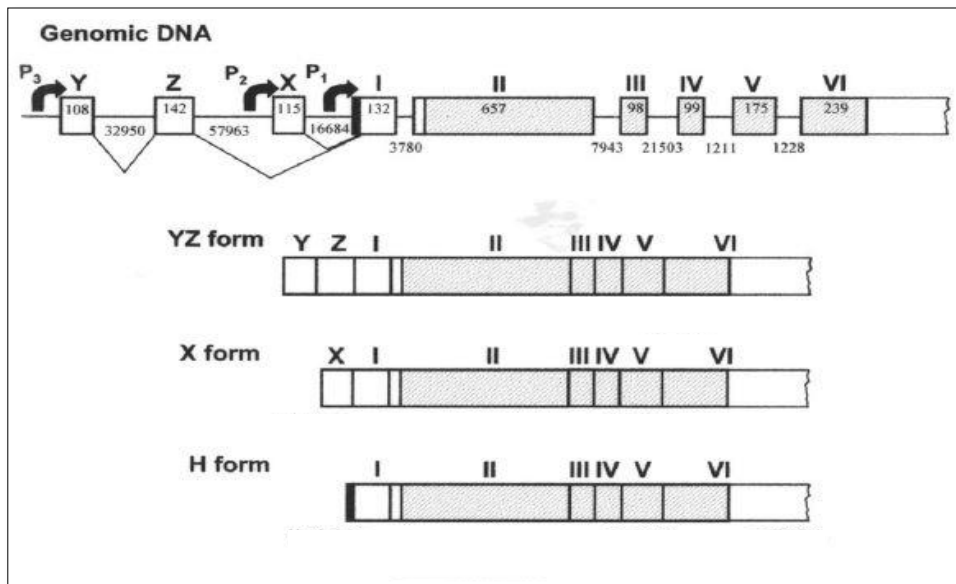 Genomic DNA
P3 Y Z P2 X P1 I II III IV V VI
108 142 115 132 657 98 99 175 239
32950 57963 16684 3780 7943 21503 1211 1228
YZ form Y Z I II III IV V VI
X form X I II III IV V VI
H form I II III IV V VI